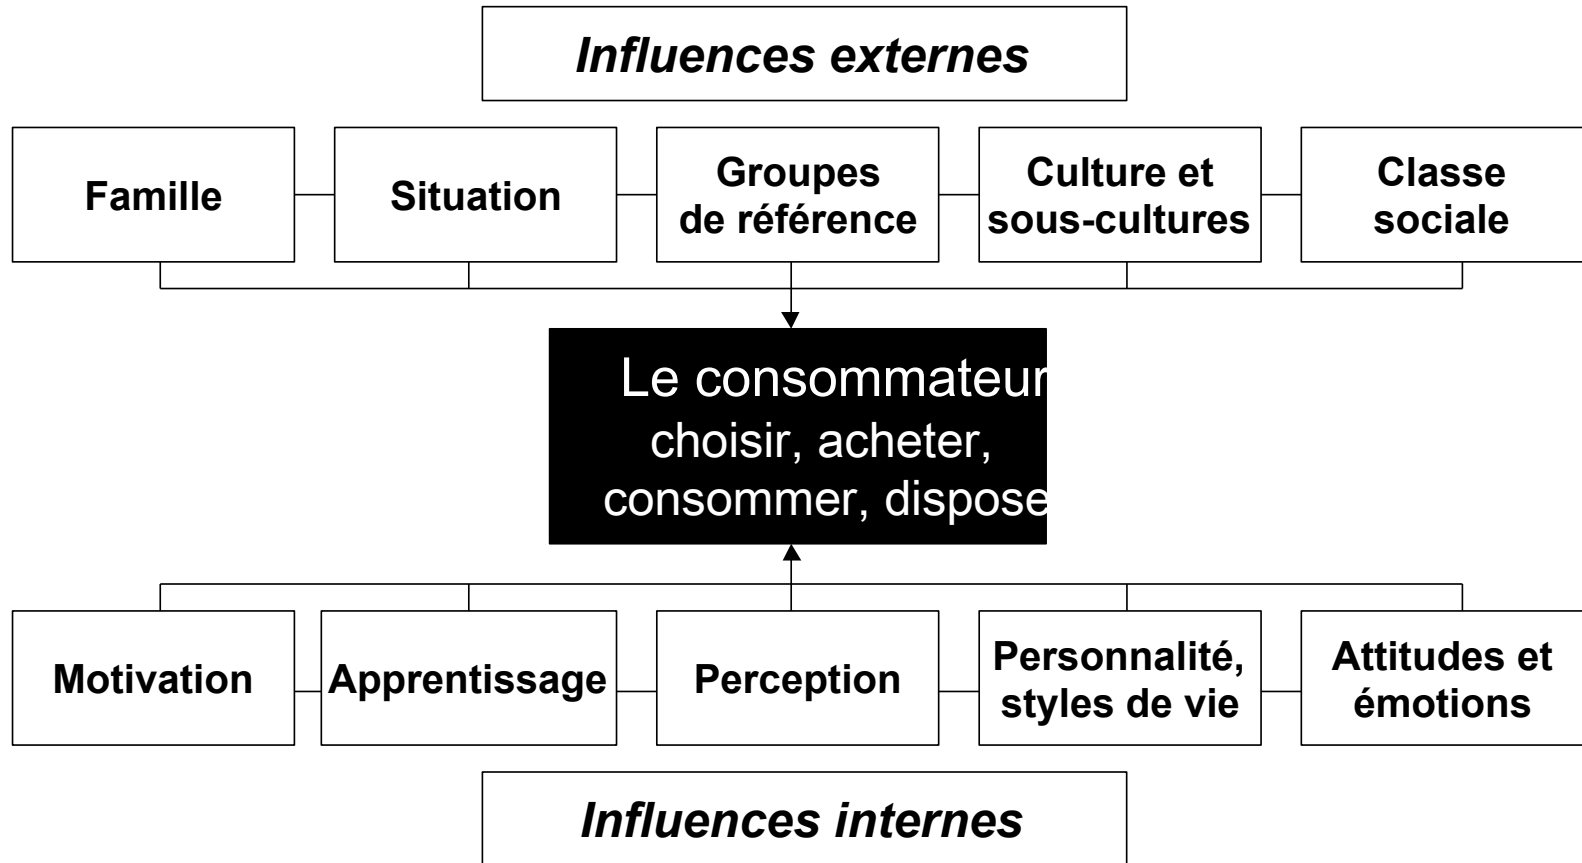 Influences externes
Famille
Situation
Groupes
de référence
Culture et
sous-cultures
Classe
sociale
Le consommateur
choisir, acheter,
consommer, dispose
Motivation
Apprentissage
Perception
Personnalité,
styles de vie
Attitudes et
émotions
Influences internes